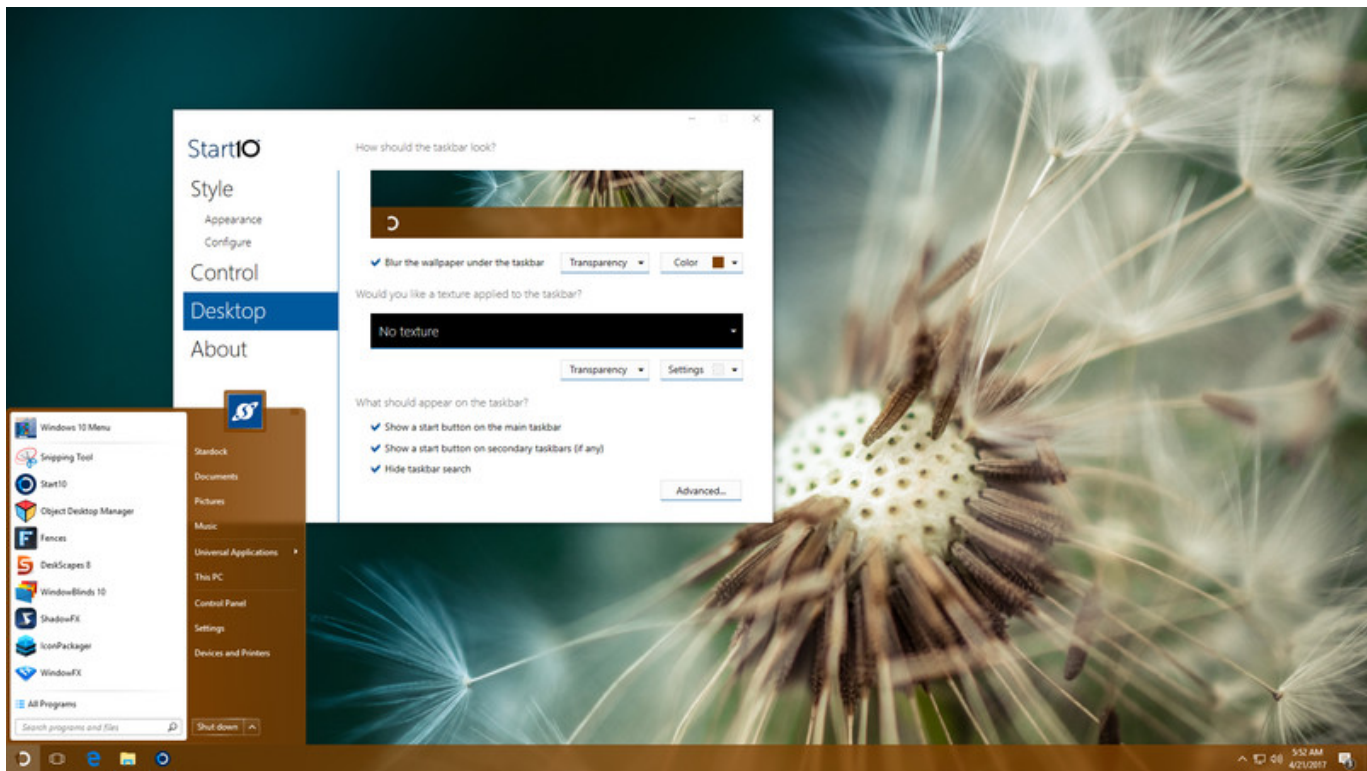 Start10
Style
Appearance
Configure
Control
Desktop
About
How should the taskbar look?
Blur the wallpaper under the taskbar
Transparency
Color
Would you like a texture applied to the taskbar?
No texture
Transparency
Settings
What should appear on the taskbar?
Show a start button on the main taskbar
Show a start button on secondary taskbars (if any)
Hide taskbar search
Advanced...
Windows 10 Menu
Snipping Tool
Start10
Object Desktop Manager
Fences
DeskScapes 8
WindowBlinds 10
ShadowFX
IconPackager
WindowFX
All Programs
Search programs and files
Stardock
Documents
Pictures
Music
Universal Applications
This PC
Control Panel
Settings
Devices and Printers
Shut down
5:52 AM
4/21/2017